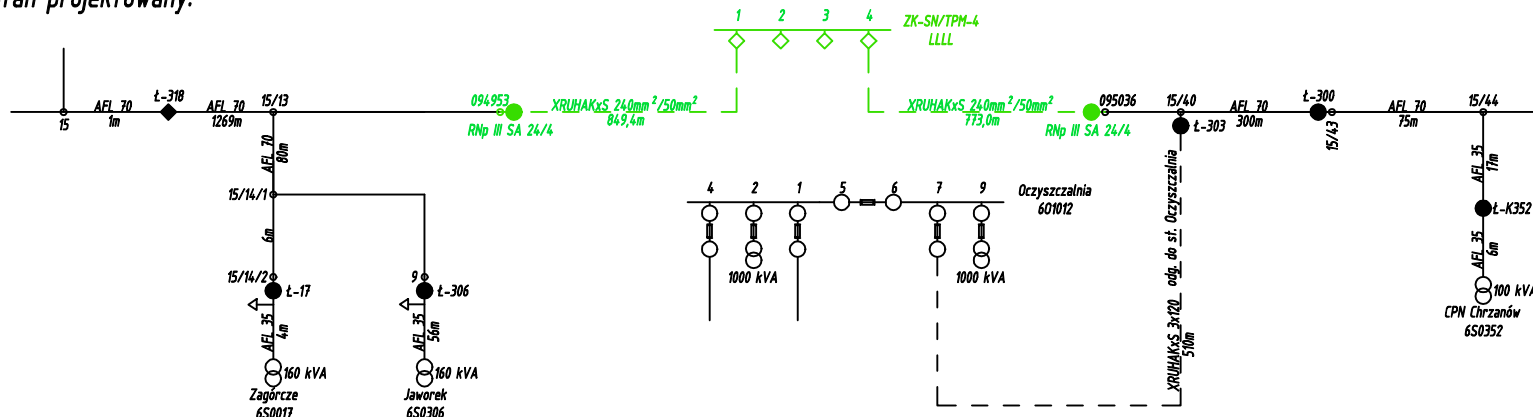 1
2
3
4
ZK-SN/TPM-4
LLLL
15
AFL 70
1m
Ł-318
AFL 70
1269m
15/13
094953
RNp III SA 24/4
XRUHAKxS 240mm²/50mm²
849,4m
XRUHAKxS 240mm²/50mm²
773,0m
095036
RNp III SA 24/4
15/40
Ł-303
AFL 70
300m
Ł-300
15/43
AFL 70
75m
15/44
AFL 70
80m
15/14/1
6m
15/14/2
Ł-17
AFL 35
4m
160 kVA
Zagórcze
6S0017
9
Ł-306
AFL 35
56m
160 kVA
Jaworek
6S0306
4
2
1
5
6
7
9
Oczyszczalnia
6O1012
1000 kVA
1000 kVA
XRUHAKxS 3x120 odg. do st. Oczyszczalnia
510m
AFL 35
17m
Ł-K352
AFL 35
6m
100 kVA
CPN Chrzanów
6S0352